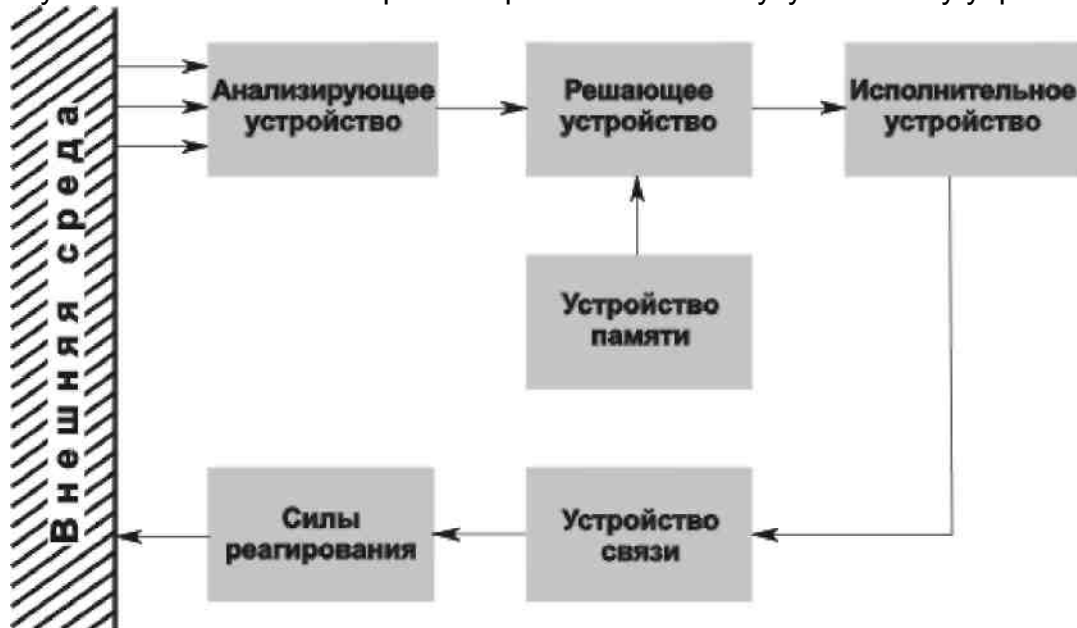 Внешняя среда
Анализирующее
устройство
Решающее
устройство
Исполнительное
устройство
Устройство
памяти
Силы
реагирования
Устройство
связи